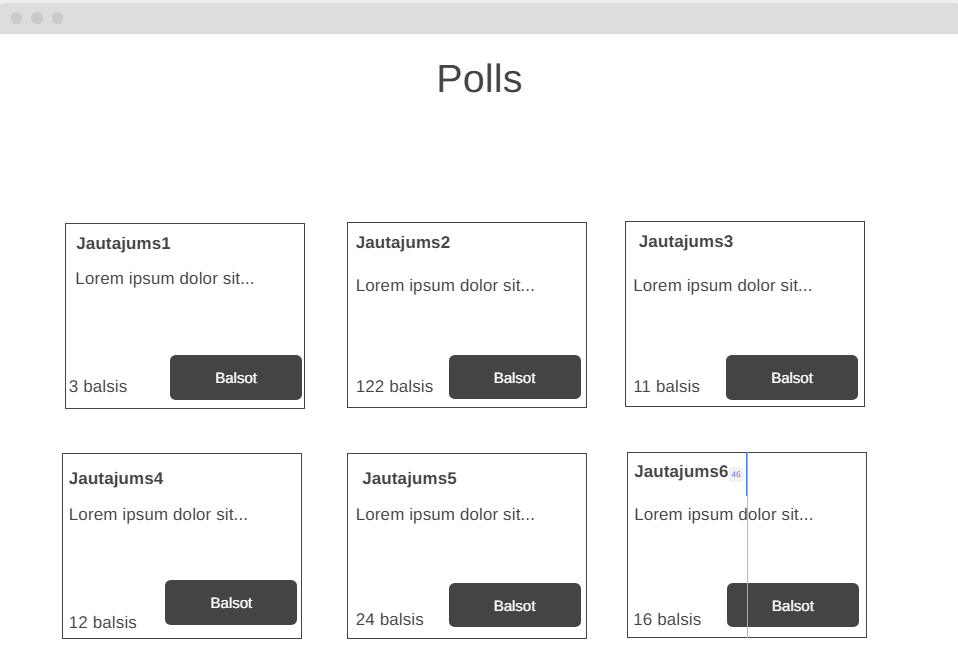 Polls
Jautajums1
Lorem ipsum dolor sit...
3 balsis
Balsot
Jautajums2
Lorem ipsum dolor sit...
122 balsis
Balsot
Jautajums3
Lorem ipsum dolor sit...
11 balsis
Balsot
Jautajums4
Lorem ipsum dolor sit...
12 balsis
Balsot
Jautajums5
Lorem ipsum dolor sit...
24 balsis
Balsot
Jautajums6
46
Lorem ipsum dolor sit...
16 balsis
Balsot